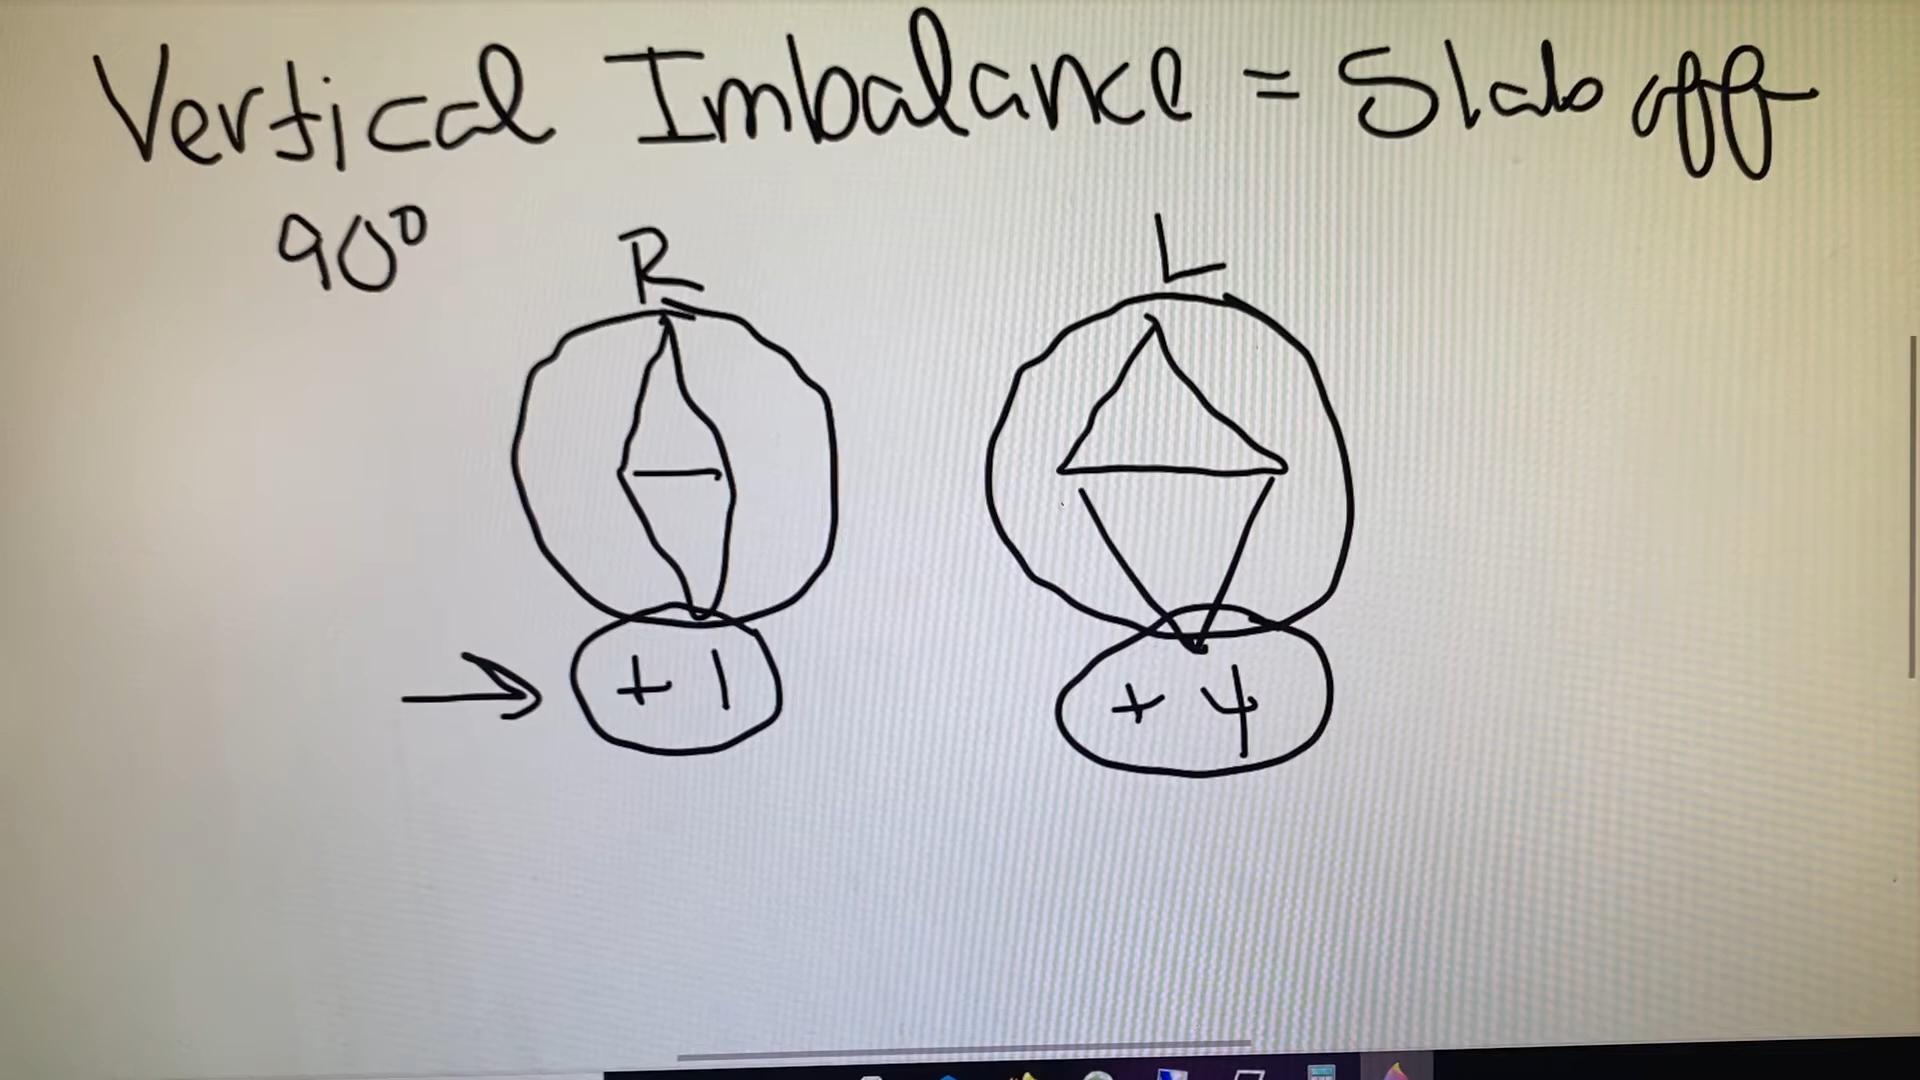 Vertical Imbalance = Slab off
90°
R L
+ 1 + 4